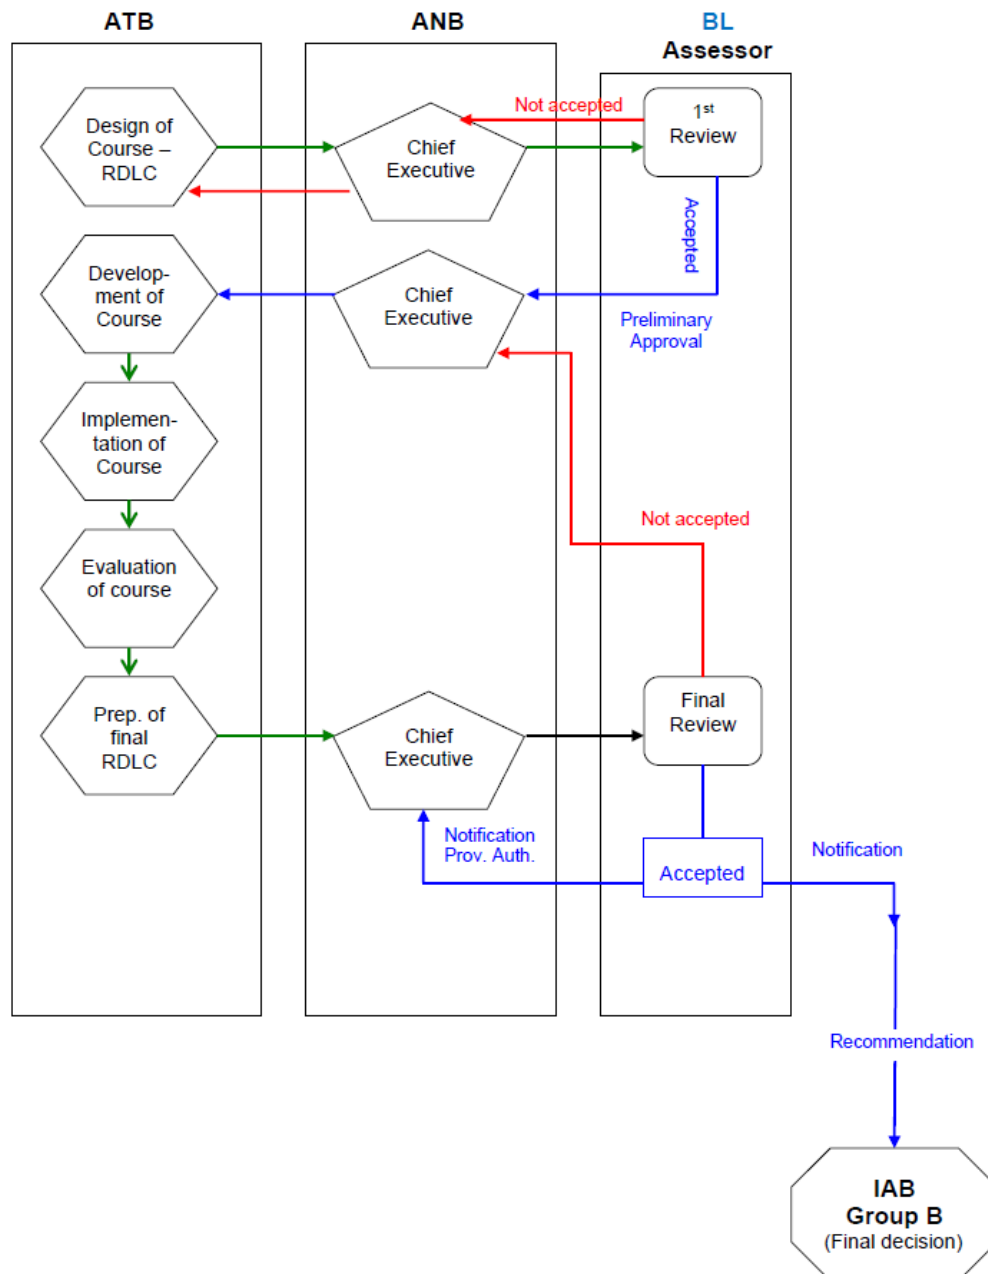 ATB
ANB
BL
Assessor
Design of
Course –
RDLC
Chief
Executive
Not accepted
1st
Review
Accepted
Develop-
ment of
Course
Chief
Executive
Preliminary
Approval
Implemen-
tation of
Course
Not accepted
Evaluation
of course
Prep. of
final
RDLC
Chief
Executive
Final
Review
Notification
Prov. Auth.
Accepted
Notification
Recommendation
IAB
Group B
(Final decision)